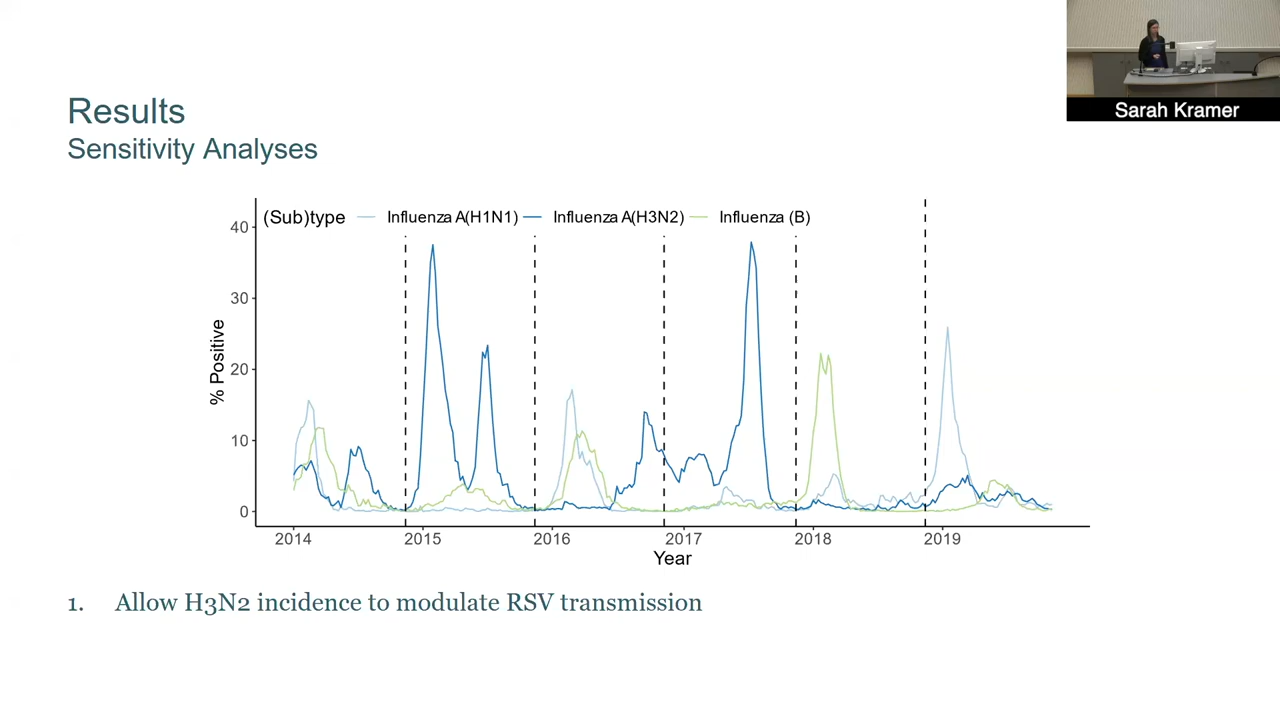 Sarah Kramer
Results
Sensitivity Analyses
(Sub)type Influenza A(H1N1) Influenza A(H3N2) Influenza (B)
40
30
20
10
0
% Positive
2014 2015 2016 2017 2018 2019
Year
1. Allow H3N2 incidence to modulate RSV transmission